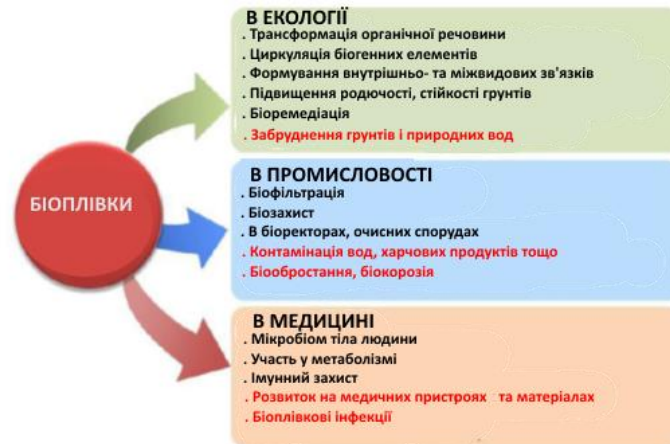 БІОПЛІВКИ
В ЕКОЛОГІЇ
. Трансформація органічної речовини
. Циркуляція біогенних елементів
. Формування внутрішньо- та міжвидових зв'язків
. Підвищення родючості, стійкості грунтів
. Біоремедіація
. Забруднення грунтів і природних вод
В ПРОМИСЛОВОСТІ
. Біофільтрація
. Біозахист
. В біоректорах, очисних спорудах
. Контамінація вод, харчових продуктів тощо
. Біообростання, біокорозія
В МЕДИЦИНІ
. Мікробіом тіла людини
. Участь у метаболізмі
. Імунний захист
. Розвиток на медичних пристроях та матеріалах
. Біоплівкові інфекції